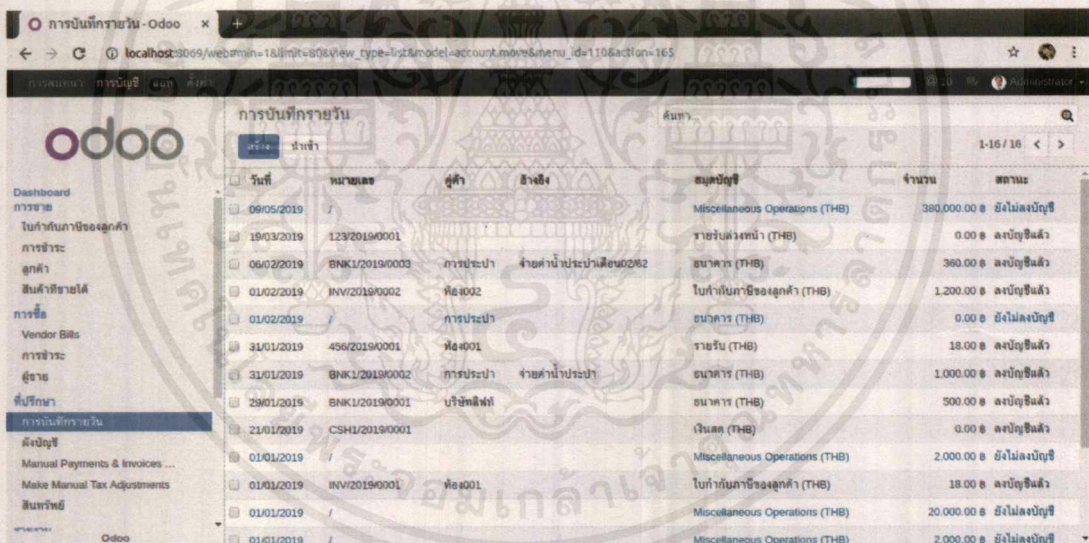 การบันทึกรายวัน - Odoo
localhost:8069/web#min=1&limit=80&view_type=list&model=account.move&menu_id=110&action=165
การสนทนา การบัญชี แอพ ตั้งค่า
10 Administrator
odoo
การบันทึกรายวัน
ค้นหา...
สร้าง นำเข้า
1-16 / 16
Dashboard
การขาย
ใบกำกับภาษีของลูกค้า
การชำระ
ลูกค้า
สินค้าที่ขายได้
การซื้อ
Vendor Bills
การชำระ
ผู้ขาย
ที่ปรึกษา
การบันทึกรายวัน
ผังบัญชี
Manual Payments & Invoices ...
Make Manual Tax Adjustments
สินทรัพย์
Odoo
วันที่ หมายเลข คู่ค้า อ้างอิง สมุดบัญชี จำนวน สถานะ
09/05/2019 / Miscellaneous Operations (THB) 380,000.00 ฿ ยังไม่ลงบัญชี
19/03/2019 123/2019/0001 รายรับล่วงหน้า (THB) 0.00 ฿ ลงบัญชีแล้ว
06/02/2019 BNK1/2019/0003 การประปา จ่ายค่าน้ำประปาเดือน02/62 ธนาคาร (THB) 360.00 ฿ ลงบัญชีแล้ว
01/02/2019 INV/2019/0002 ห้อง002 ใบกำกับภาษีของลูกค้า (THB) 1,200.00 ฿ ลงบัญชีแล้ว
01/02/2019 / การประปา ธนาคาร (THB) 0.00 ฿ ยังไม่ลงบัญชี
31/01/2019 456/2019/0001 ห้อง001 รายรับ (THB) 18.00 ฿ ลงบัญชีแล้ว
31/01/2019 BNK1/2019/0002 การประปา จ่ายค่าน้ำประปา ธนาคาร (THB) 1,000.00 ฿ ลงบัญชีแล้ว
29/01/2019 BNK1/2019/0001 บริษัทลิฟท์ ธนาคาร (THB) 500.00 ฿ ลงบัญชีแล้ว
21/01/2019 CSH1/2019/0001 เงินสด (THB) 0.00 ฿ ลงบัญชีแล้ว
01/01/2019 / Miscellaneous Operations (THB) 2,000.00 ฿ ยังไม่ลงบัญชี
01/01/2019 INV/2019/0001 ห้อง001 ใบกำกับภาษีของลูกค้า (THB) 18.00 ฿ ลงบัญชีแล้ว
01/01/2019 / Miscellaneous Operations (THB) 20,000.00 ฿ ยังไม่ลงบัญชี
01/01/2019 / Miscellaneous Operations (THB) 2,000.00 ฿ ยังไม่ลงบัญชี